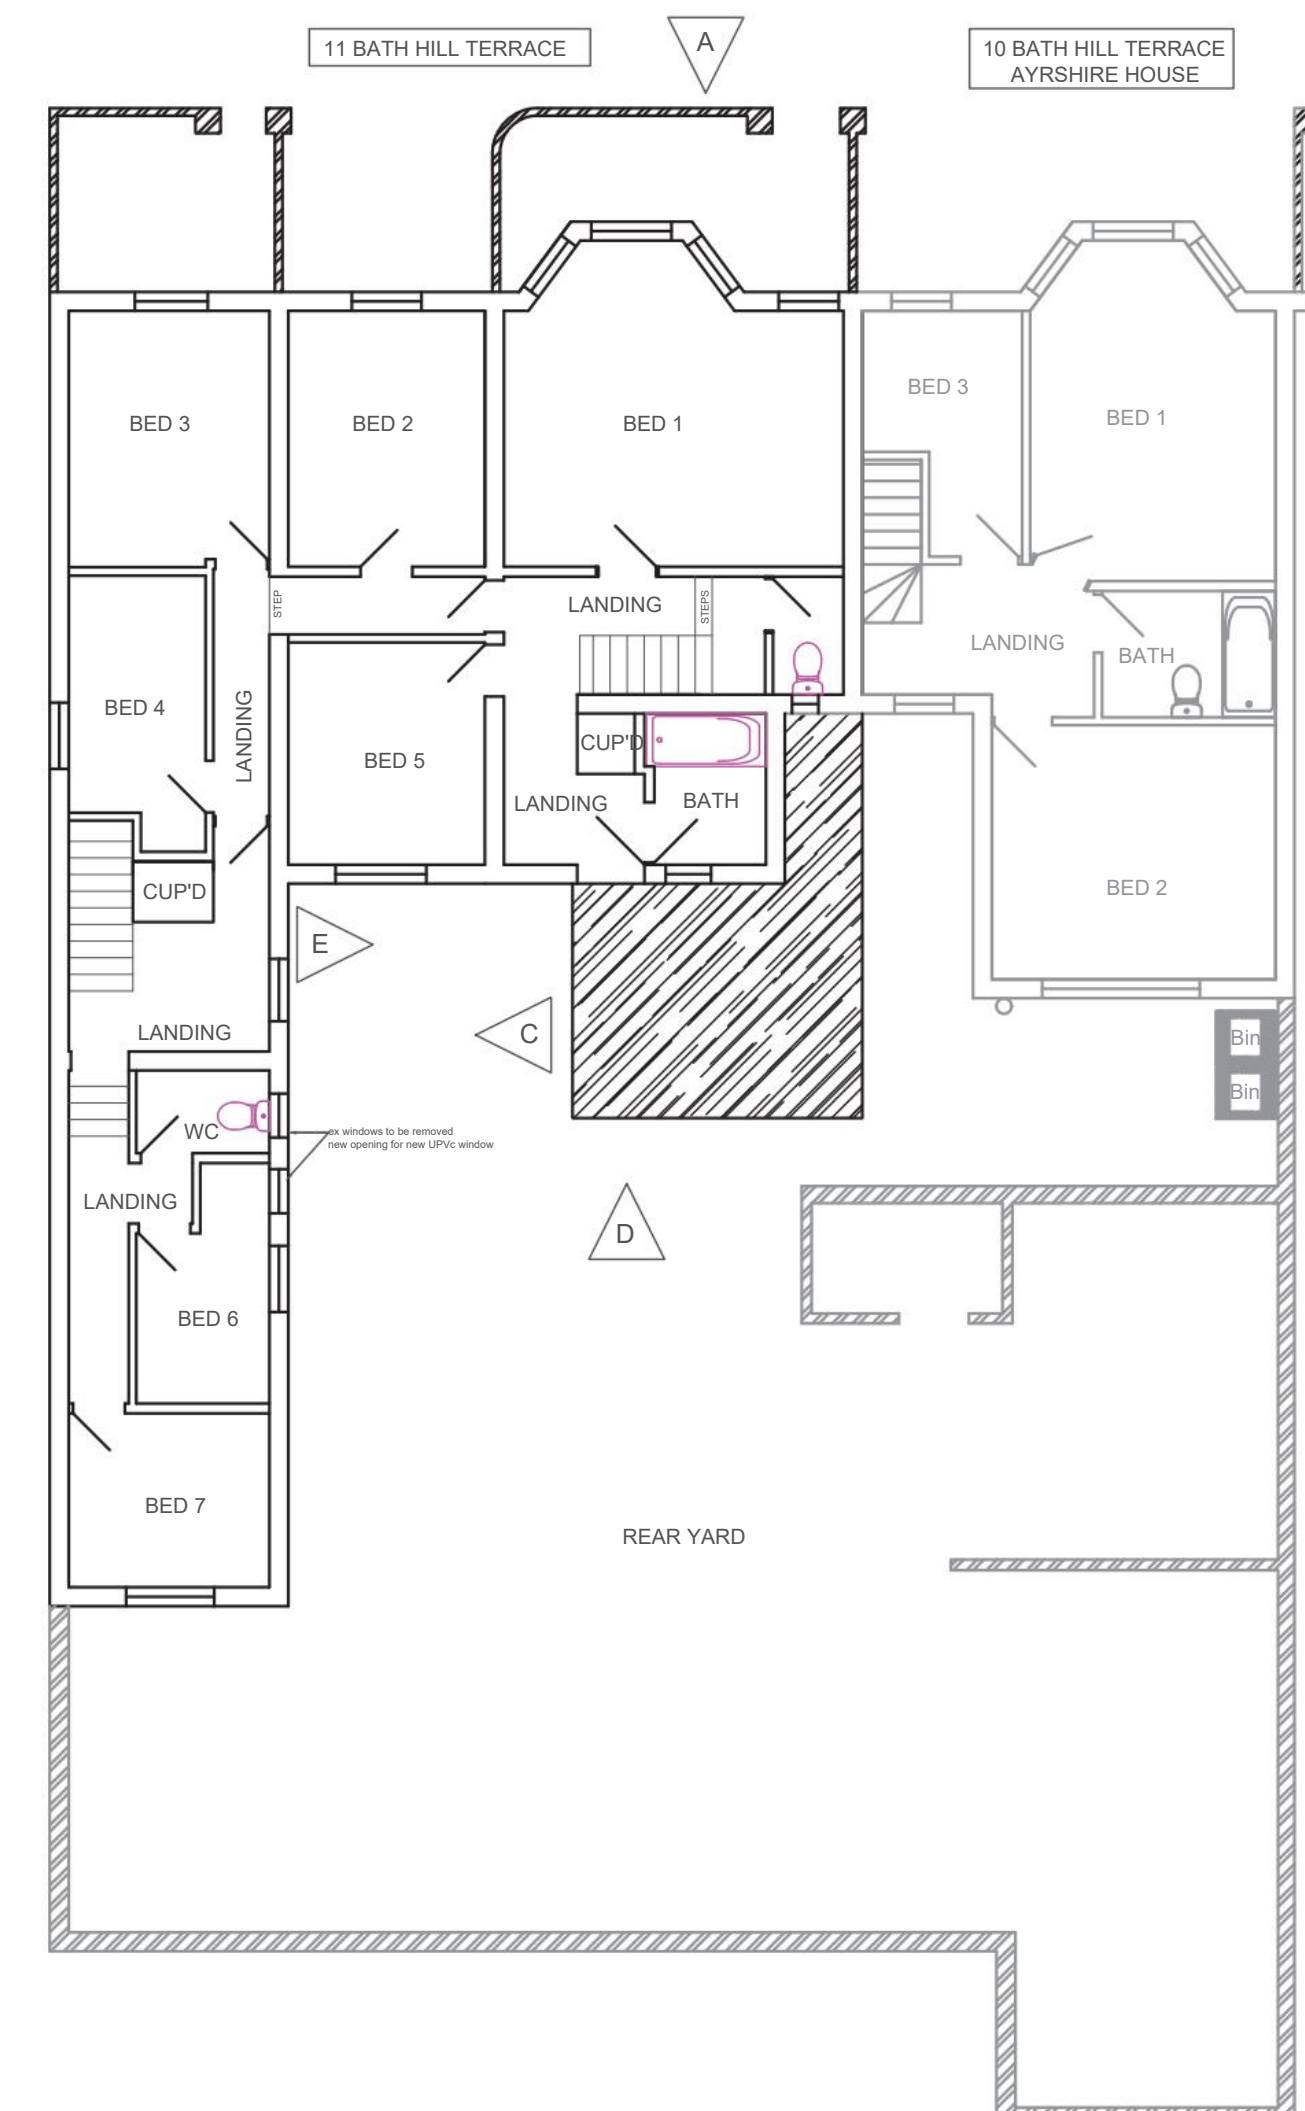 11 BATH HILL TERRACE
A
10 BATH HILL TERRACE
AYRSHIRE HOUSE
BED 3
BED 2
BED 1
BED 3
BED 1
STEP
LANDING
STEPS
LANDING
BATH
BED 4
LANDING
BED 5
CUP'D
LANDING
BATH
CUP'D
BED 2
E
C
LANDING
Bin
Bin
WC
ex windows to be removed
new opening for new UPVc window
LANDING
D
BED 6
BED 7
REAR YARD